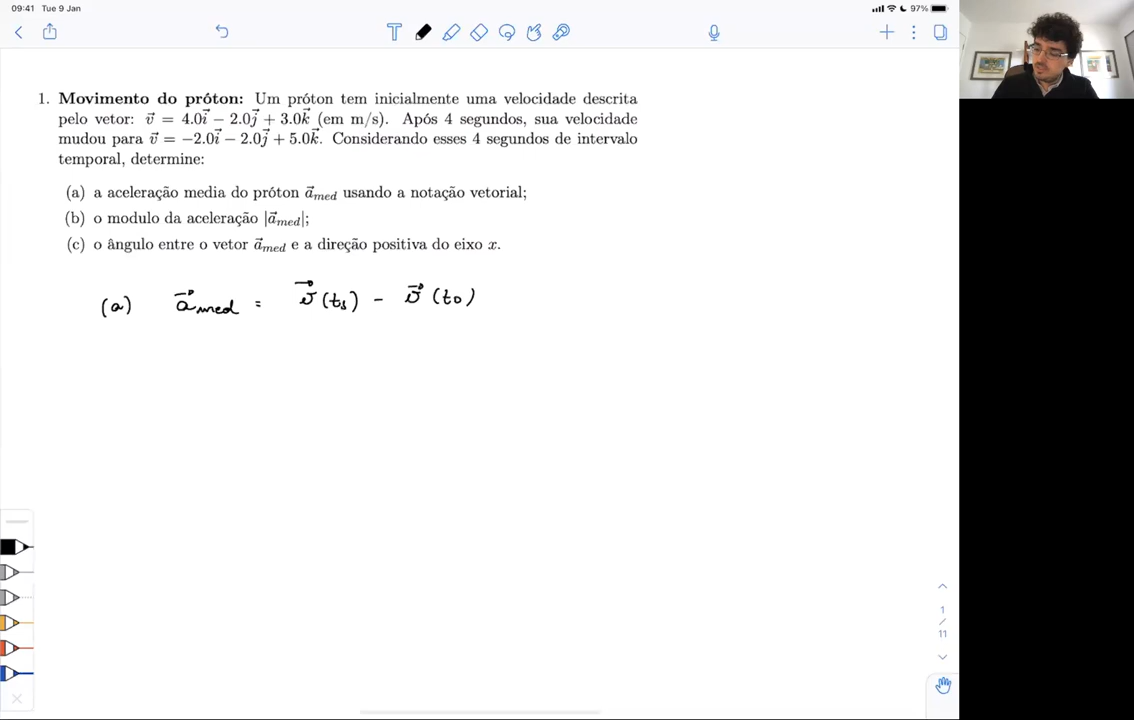 09:41 Tue 9 Jan
97%
1. Movimento do próton: Um próton tem inicialmente uma velocidade descrita
pelo vetor: v⃗ = 4.0i⃗ − 2.0j⃗ + 3.0k⃗ (em m/s). Após 4 segundos, sua velocidade
mudou para v⃗ = −2.0i⃗ − 2.0j⃗ + 5.0k⃗. Considerando esses 4 segundos de intervalo
temporal, determine:
(a) a aceleração media do próton a⃗med usando a notação vetorial;
(b) o modulo da aceleração |a⃗med|;
(c) o ângulo entre o vetor a⃗med e a direção positiva do eixo x.
(a) a⃗med = v⃗(t₁) − v⃗(t₀)
1
/
11